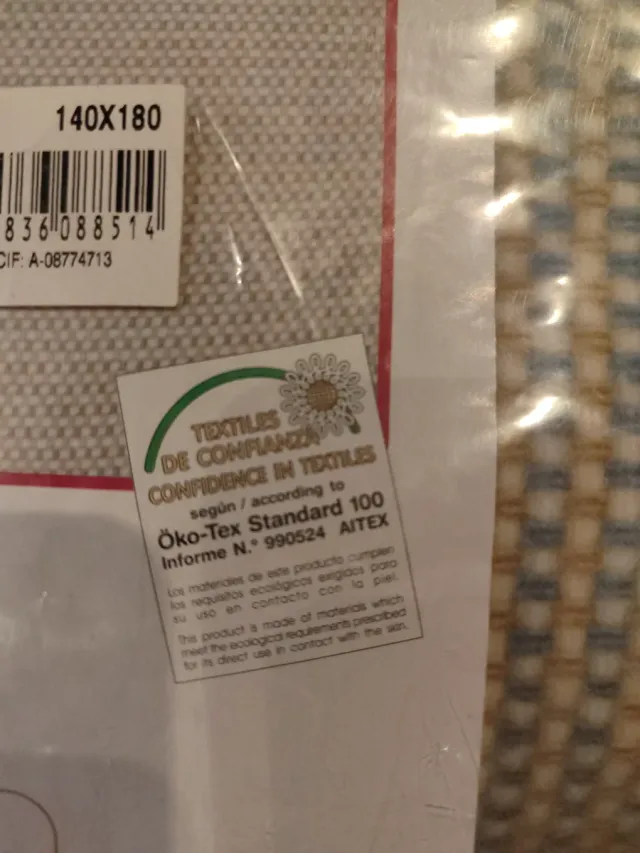 140X180
836 088514
CIF: A-08774713
TEXTILES
DE CONFIANZA
CONFIDENCE IN TEXTILES
según / according to
Öko-Tex Standard 100
Informe N.º 990524 AITEX
Los materiales de este producto cumplen
los requisitos ecológicos exigidos para
su uso en contacto con la piel.
This product is made of materials which
meet the ecological requirements prescribed
for its direct use in contact with the skin.